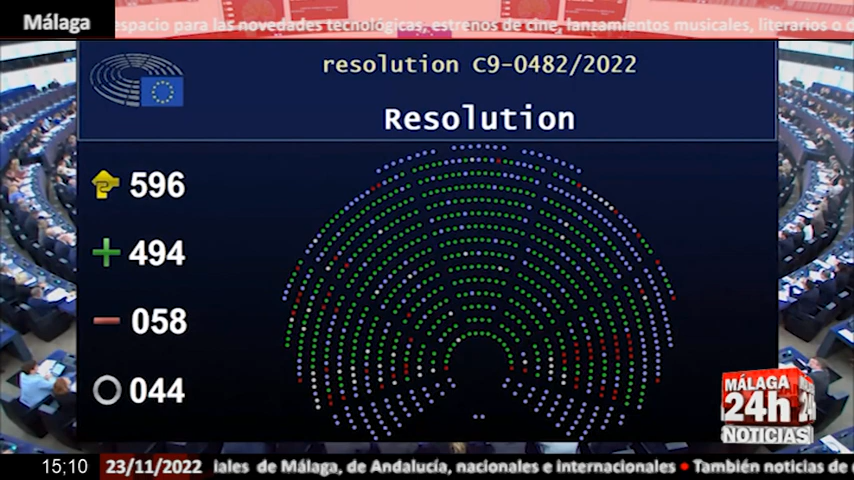 Málaga
espacio para las novedades tecnológicas, estrenos de cine, lanzamientos musicales, literarios o d
resolution C9-0482/2022
Resolution
596
494
058
044
MÁLAGA
24h
NOTICIAS
15:10
23/11/2022
iales de Málaga, de Andalucía, nacionales e internacionales • También noticias de